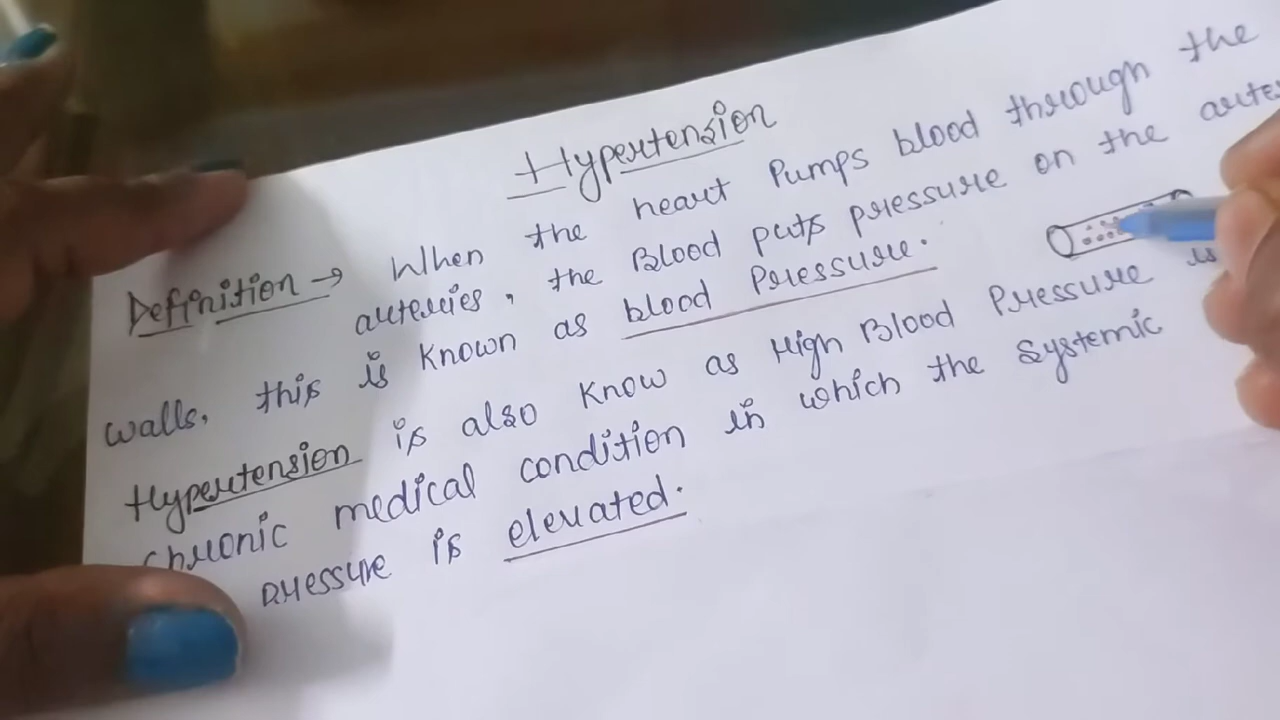 Hypertension
Definition → When the heart Pumps blood through the
arteries, the Blood puts pressure on the
walls, this is known as blood Pressure.
Hypertension is also know as High Blood Pressure is
chronic medical condition in which the systemic
pressure is elevated.